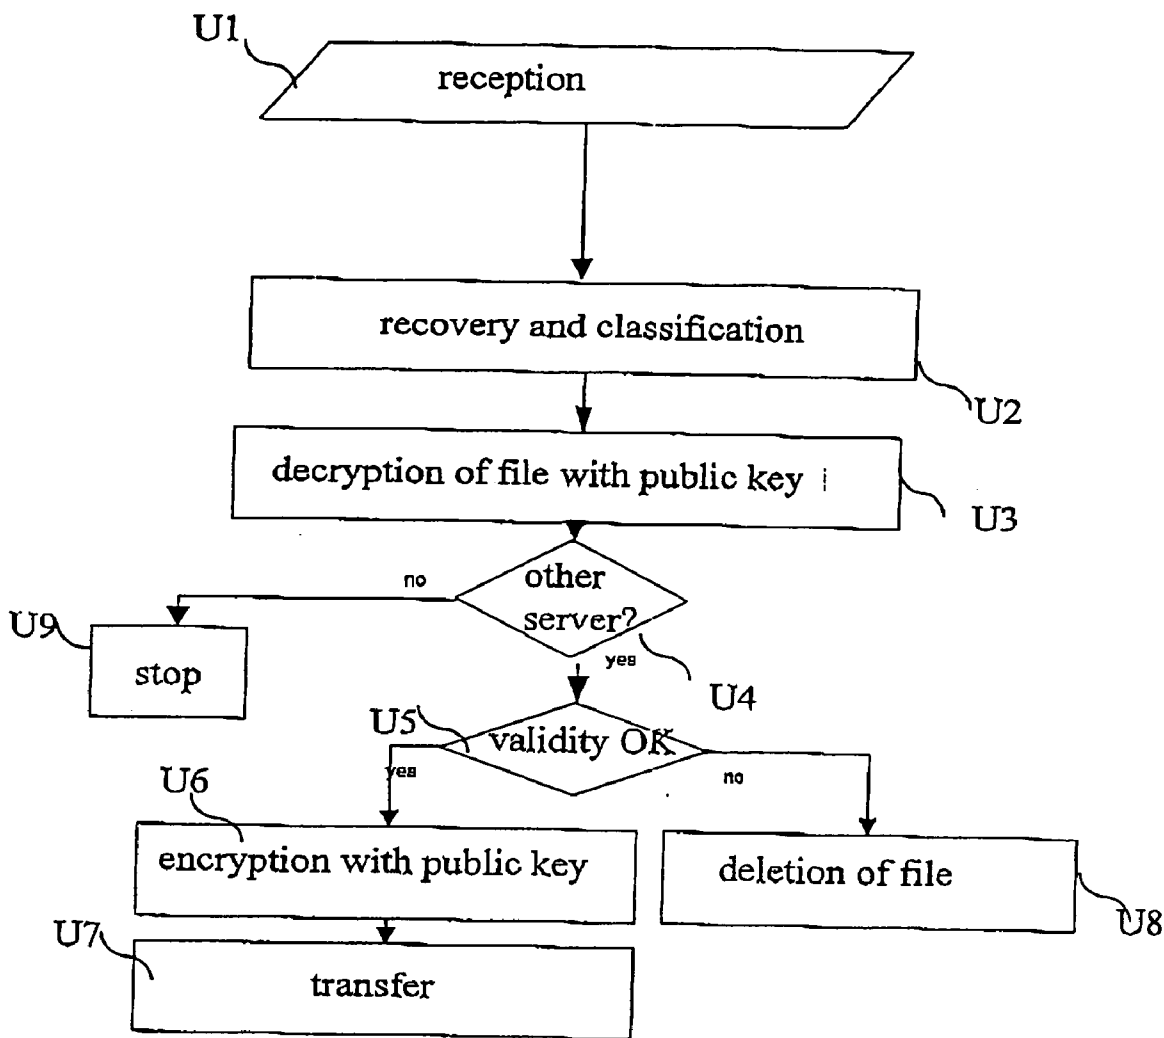 U1
reception
recovery and classification
U2
decryption of file with public key
U3
no
other
server?
U9
yes
stop
U4
U5
validity OK
yes
no
U6
encryption with public key
deletion of file
U8
U7
transfer